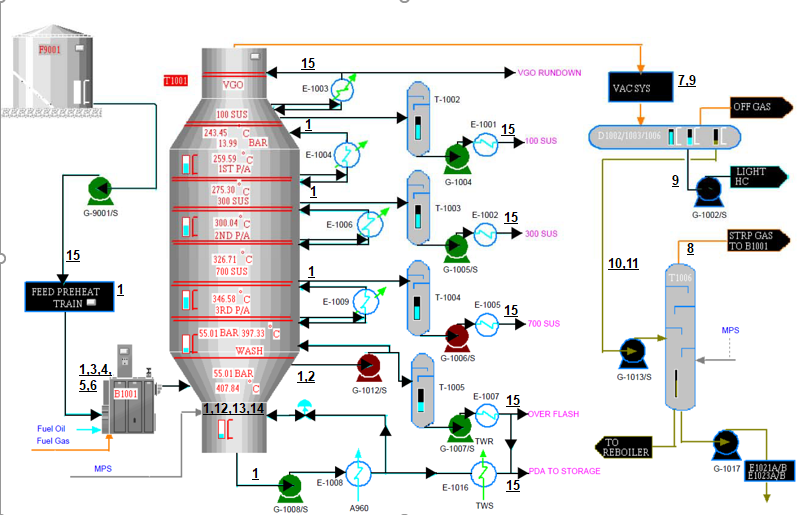 F9001
G-9001/S
15
FEED PREHEAT
TRAIN
1
1,3,4,
5,6
B1001
Fuel Oil
Fuel Gas
MPS
T1001
VGO
100 SUS
243.45 °C
13.99 BAR
259.59 °C
1ST P/A
275.30 °C
300 SUS
300.04 °C
2ND P/A
326.71 °C
700 SUS
346.58 °C
3RD P/A
55.01 BAR 397.33 °C
WASH
55.01 BAR
407.84 °C
1,12,13,14
15
E-1003
VGO RUNDOWN
1
E-1004
1
E-1006
1
E-1009
1,2
G-1012/S
T-1002
E-1001
15
100 SUS
G-1004
T-1003
E-1002
15
300 SUS
G-1005/S
T-1004
E-1005
15
700 SUS
G-1006/S
T-1005
E-1007
15
OVER FLASH
G-1007/S
TWR
1
G-1008/S
E-1008
A960
E-1016
TWS
15
PDA TO STORAGE
VAC SYS
7,9
OFF GAS
D1802/1003/1006
LIGHT
HC
9
G-1002/S
STRP GAS
TO B1001
8
10,11
T1006
MPS
G-1013/S
TO
REBOILER
G-1017
E1021A/B
E1023A/B